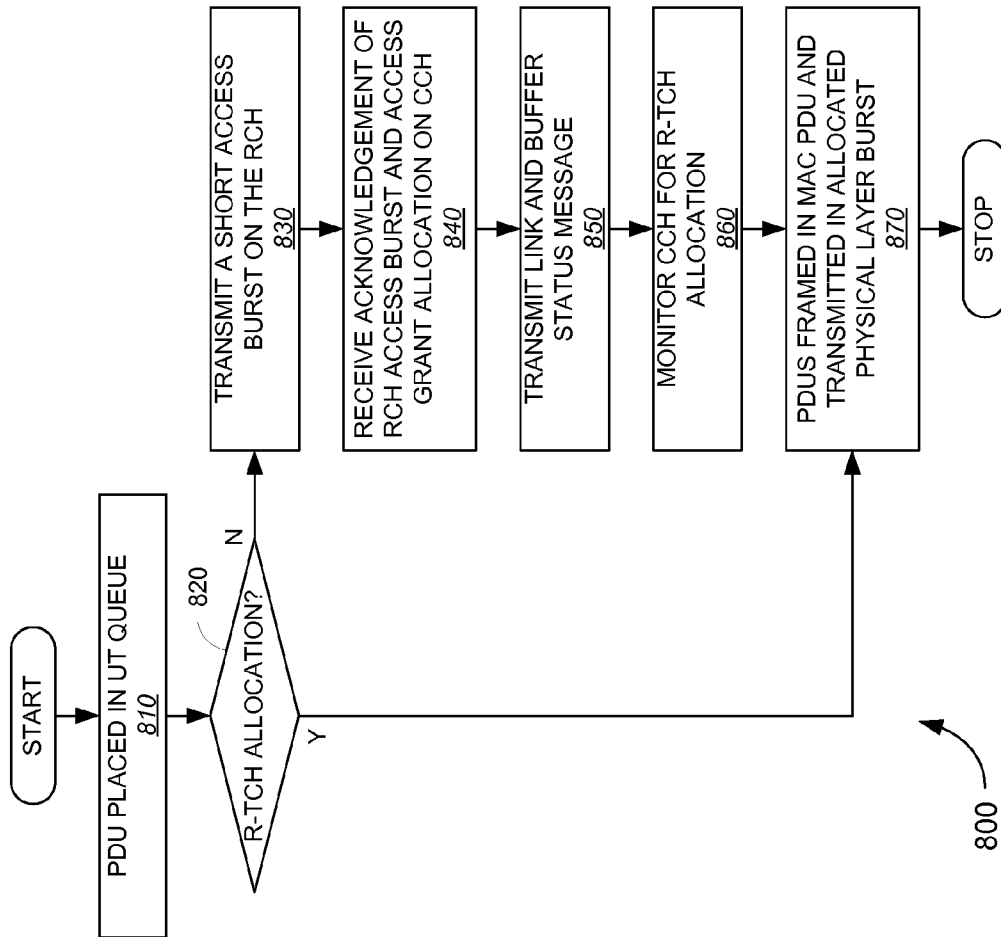 START
PDU PLACED IN UT QUEUE
810
820
R-TCH ALLOCATION?
N
Y
TRANSMIT A SHORT ACCESS
BURST ON THE RCH
830
RECEIVE ACKNOWLEDGEMENT OF
RCH ACCESS BURST AND ACCESS
GRANT ALLOCATION ON CCH
840
TRANSMIT LINK AND BUFFER
STATUS MESSAGE
850
MONITOR CCH FOR R-TCH
ALLOCATION
860
PDUS FRAMED IN MAC PDU AND
TRANSMITTED IN ALLOCATED
PHYSICAL LAYER BURST
870
STOP
800